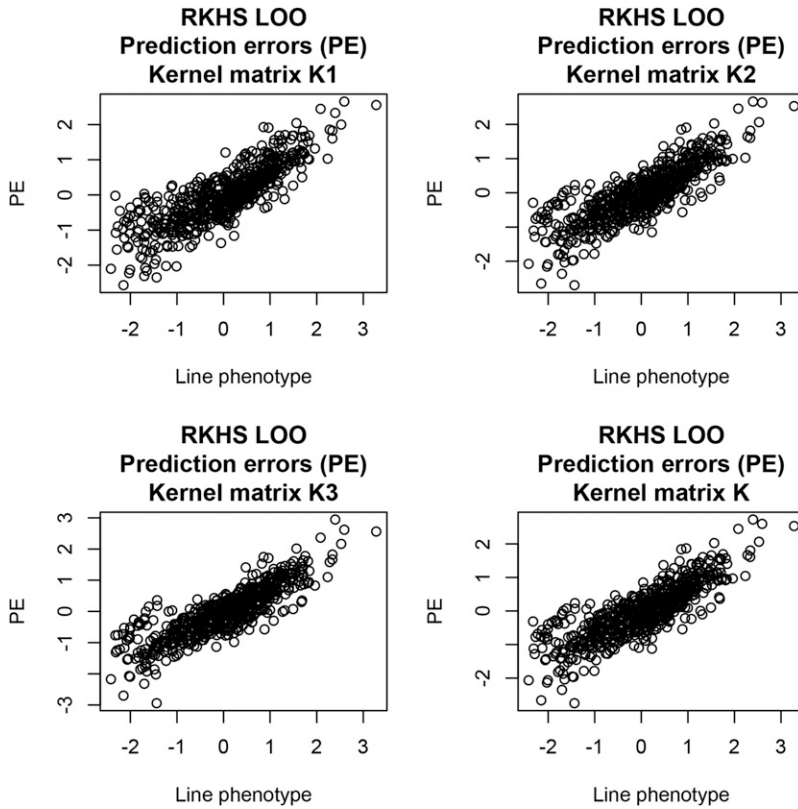 RKHS LOO
Prediction errors (PE)
Kernel matrix K1
PE
2
1
0
-1
-2
-2 -1 0 1 2 3
Line phenotype
RKHS LOO
Prediction errors (PE)
Kernel matrix K2
PE
2
1
0
-2
-2 -1 0 1 2 3
Line phenotype
RKHS LOO
Prediction errors (PE)
Kernel matrix K3
PE
3
2
1
0
-1
-3
-2 -1 0 1 2 3
Line phenotype
RKHS LOO
Prediction errors (PE)
Kernel matrix K
PE
2
1
0
-2
-2 -1 0 1 2 3
Line phenotype